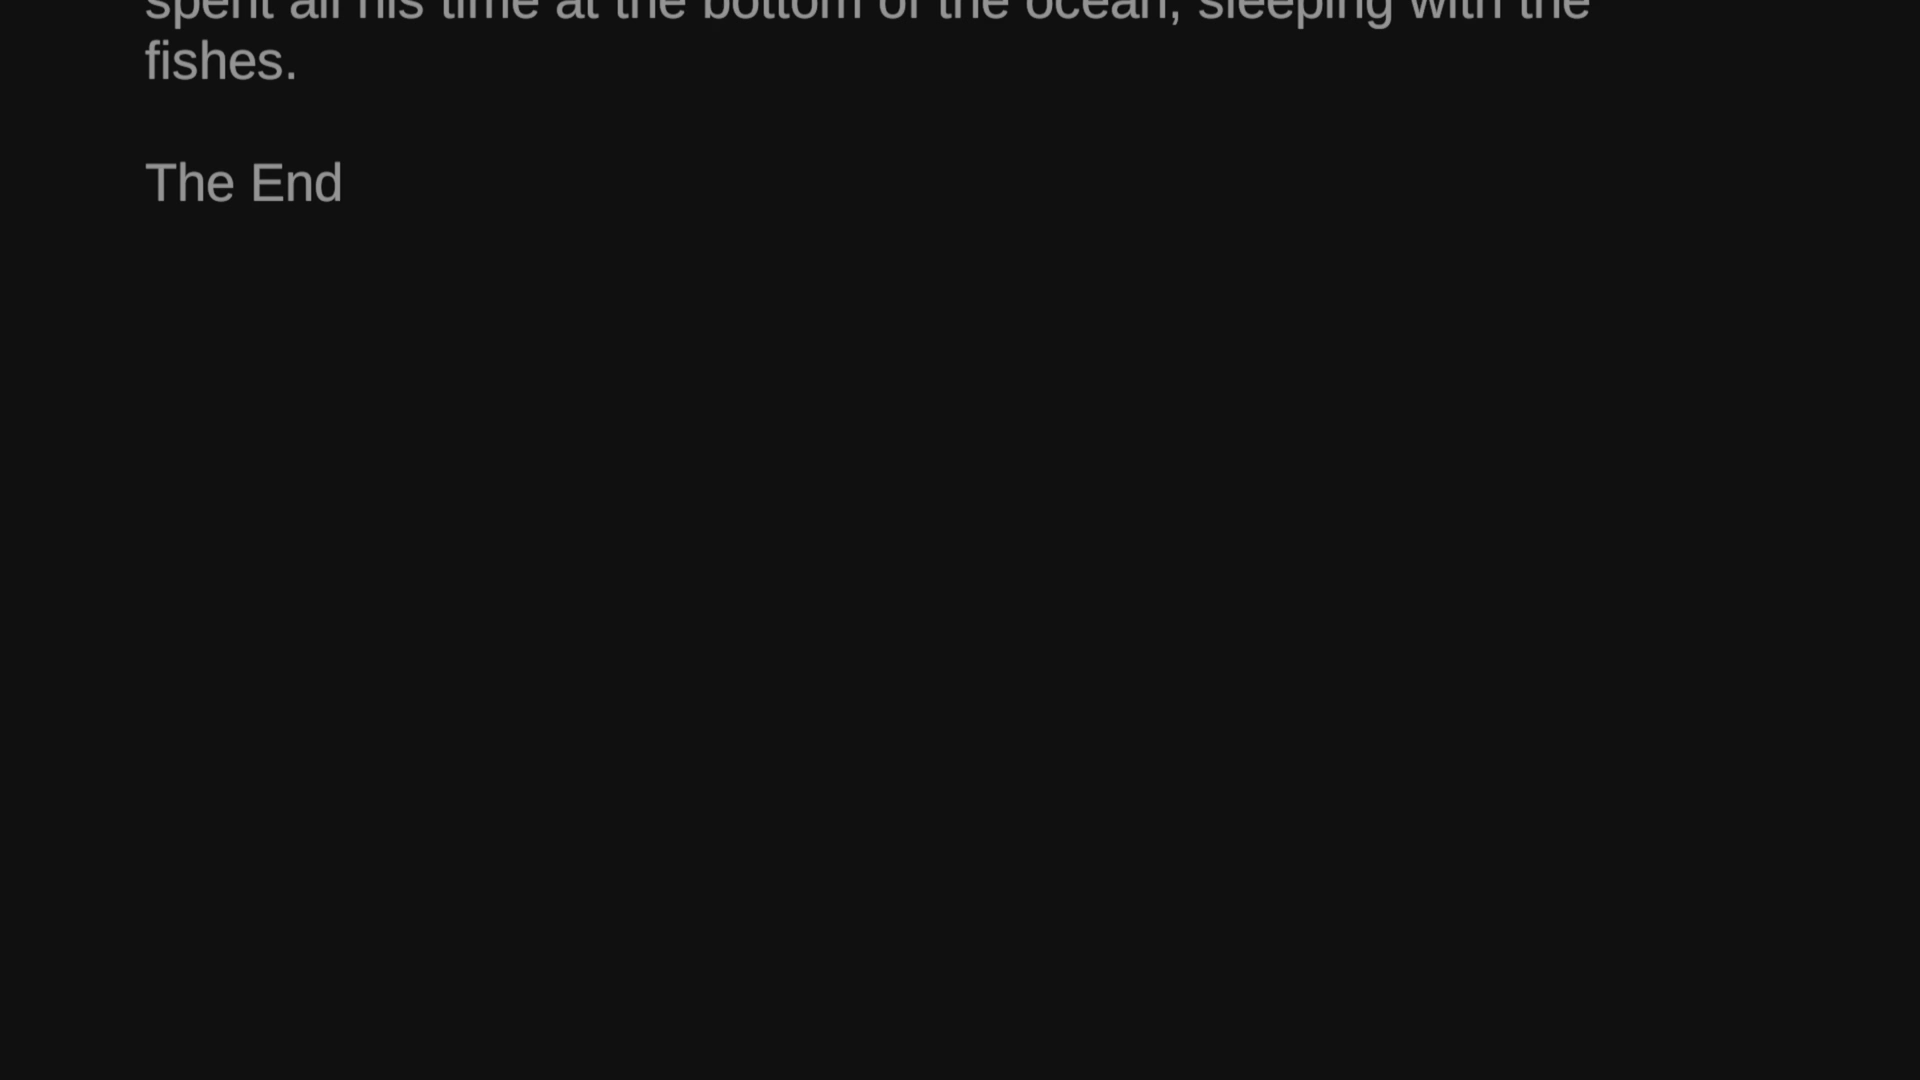 spent all his time at the bottom of the ocean, sleeping with the
fishes.
The End